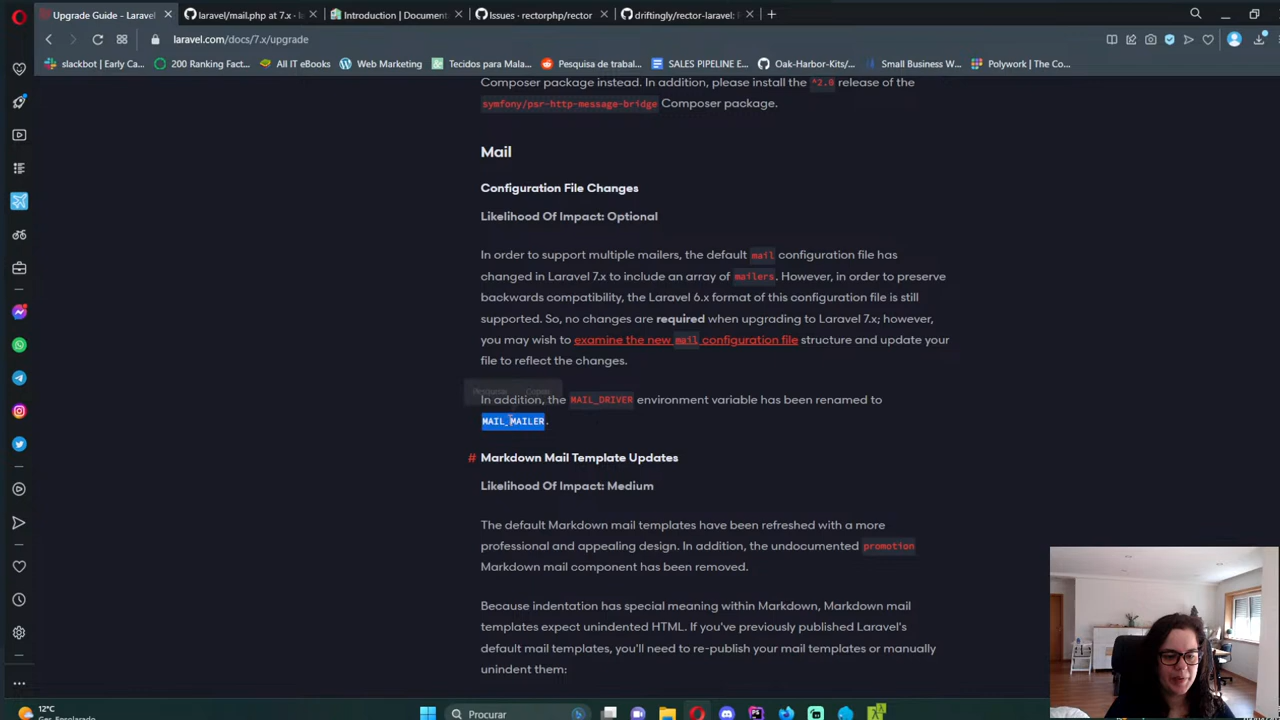 Upgrade Guide - Laravel
laravel/mail.php at 7.x · l
Introduction | Document
Issues · rectorphp/rector
driftingly/rector-laravel:
laravel.com/docs/7.x/upgrade
slackbot | Early Ca...
200 Ranking Fact...
All IT eBooks
Web Marketing
Tecidos para Malas...
Pesquisa de trabal...
SALES PIPELINE E...
Oak-Harbor-Kits/...
Small Business W...
Polywork | The Co...
Composer package instead. In addition, please install the ^2.0 release of the
symfony/psr-http-message-bridge Composer package.
Mail
Configuration File Changes
Likelihood Of Impact: Optional
In order to support multiple mailers, the default mail configuration file has
changed in Laravel 7.x to include an array of mailers. However, in order to preserve
backwards compatibility, the Laravel 6.x format of this configuration file is still
supported. So, no changes are required when upgrading to Laravel 7.x; however,
you may wish to examine the new mail configuration file structure and update your
file to reflect the changes.
Procurar Copiar
In addition, the MAIL_DRIVER environment variable has been renamed to
MAIL_MAILER.
# Markdown Mail Template Updates
Likelihood Of Impact: Medium
The default Markdown mail templates have been refreshed with a more
professional and appealing design. In addition, the undocumented promotion
Markdown mail component has been removed.
Because indentation has special meaning within Markdown, Markdown mail
templates expect unindented HTML. If you've previously published Laravel's
default mail templates, you'll need to re-publish your mail templates or manually
unindent them:
12°C
Ger. Ensolarado
Procurar